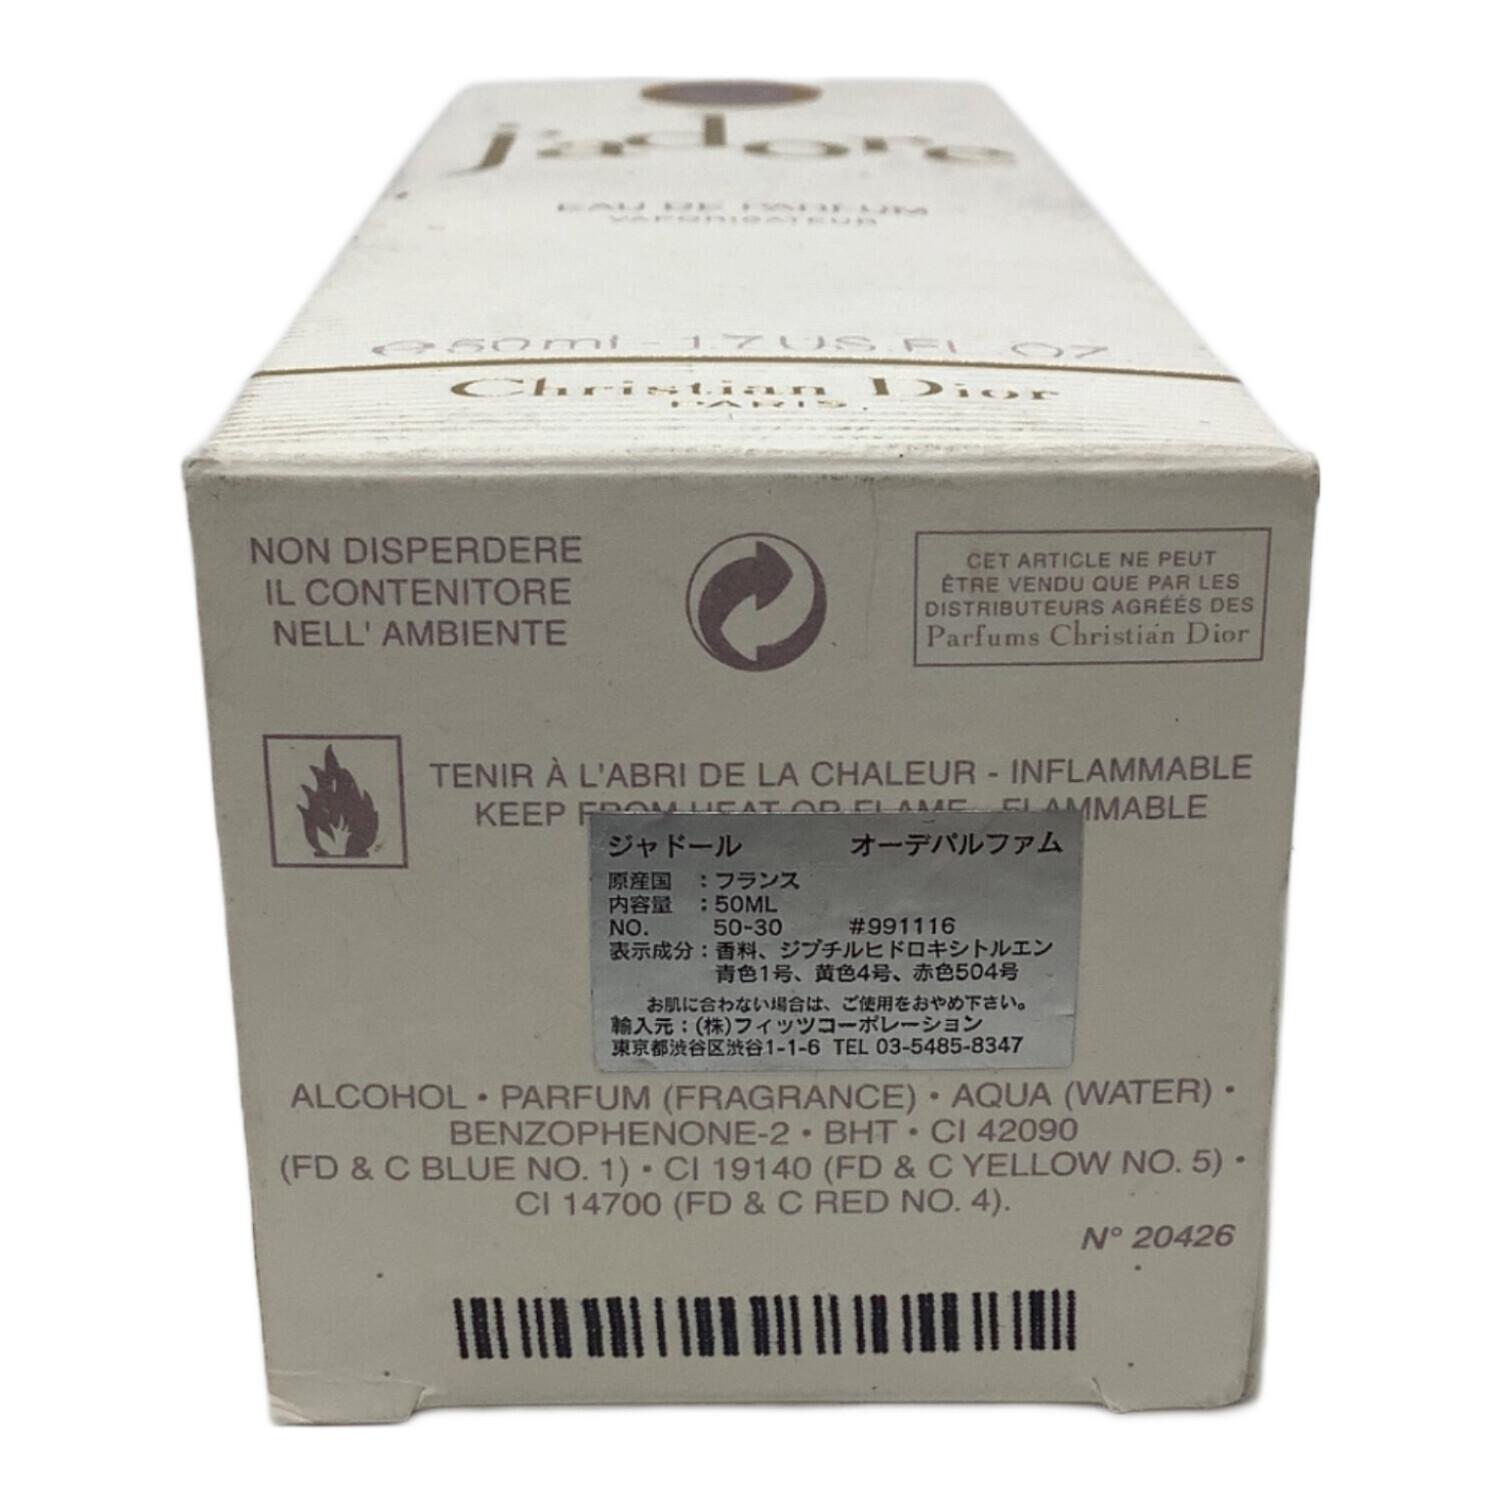 j'adore
EAU DE PARFUM
VAPORISATEUR
℮ 50 ml - 1.7 US. Fl. Oz
Christian Dior
PARIS
NON DISPERDERE
IL CONTENITORE
NELL' AMBIENTE
CET ARTICLE NE PEUT
ÊTRE VENDU QUE PAR LES
DISTRIBUTEURS AGRÉÉS DES
Parfums Christian Dior
TENIR À L'ABRI DE LA CHALEUR - INFLAMMABLE
KEEP FROM HEAT OR FLAME - FLAMMABLE
ジャドール オーデパルファム
原産国 :フランス
内容量 :50ML
NO. 50-30 #991116
表示成分:香料、ジブチルヒドロキシトルエン
青色1号、黄色4号、赤色504号
お肌に合わない場合は、ご使用をおやめ下さい。
輸入元:(株)フィッツコーポレーション
東京都渋谷区渋谷1-1-6 TEL 03-5485-8347
ALCOHOL • PARFUM (FRAGRANCE) • AQUA (WATER) •
BENZOPHENONE-2 • BHT • CI 42090
(FD & C BLUE NO. 1) • CI 19140 (FD & C YELLOW NO. 5) •
CI 14700 (FD & C RED NO. 4).
N° 20426